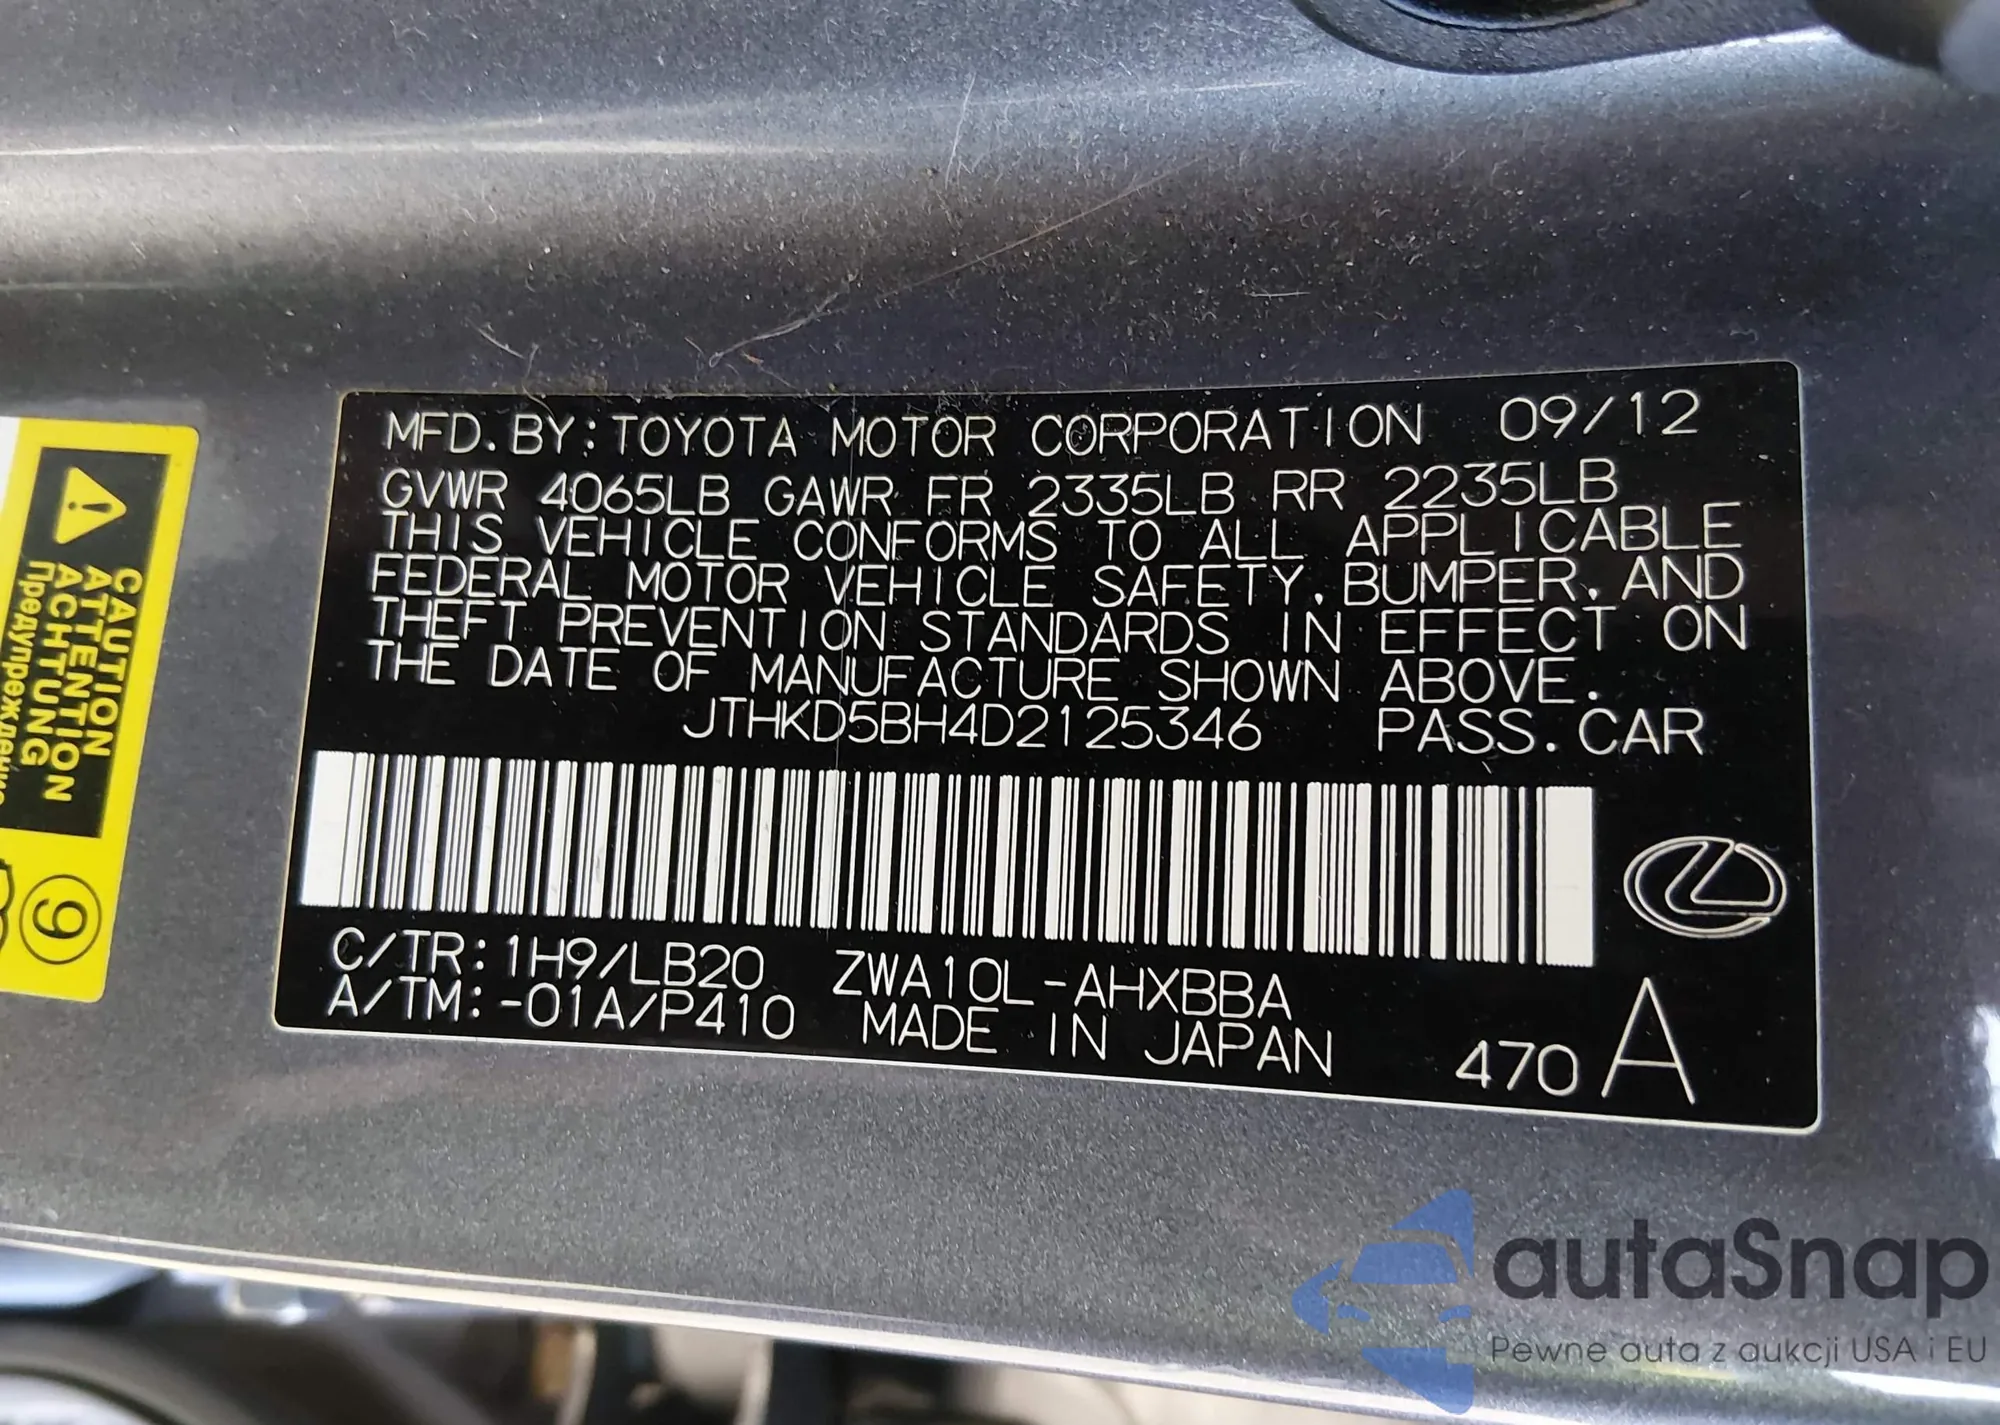 MFD. BY: TOYOTA MOTOR CORPORATION 09/12
GVWR 4065LB GAWR FR 2335LB RR 2235LB
THIS VEHICLE CONFORMS TO ALL APPLICABLE
FEDERAL MOTOR VEHICLE SAFETY, BUMPER, AND
THEFT PREVENTION STANDARDS IN EFFECT ON
THE DATE OF MANUFACTURE SHOWN ABOVE.
JTHKD5BH4D2125346 PASS. CAR
C/TR: 1H9/LB20 ZWA10L-AHXBBA
A/TM: -01A/P410 MADE IN JAPAN 470 A
CAUTION
ATTENTION
ACHTUNG
9
autaSnap
Pewne auta z aukcji USA i EU